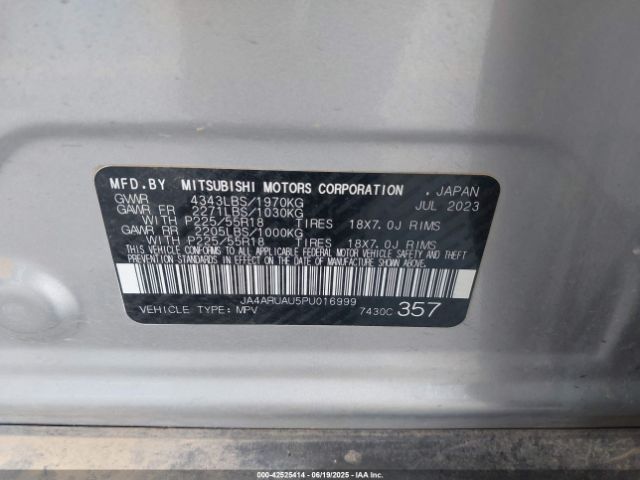 MFD.BY MITSUBISHI MOTORS CORPORATION . JAPAN
GVWR 4343LBS/1970KG JUL 2023
GAWR FR 2271LBS/1030KG
WITH P225/55R18 TIRES 18X7.0J RIMS
GAWR RR 2205LBS/1000KG
WITH P225/55R18 TIRES 18X7.0J RIMS
THIS VEHICLE CONFORMS TO ALL APPLICABLE FEDERAL MOTOR VEHICLE SAFETY AND THEFT
PREVENTION STANDARDS IN EFFECT ON THE DATE OF MANUFACTURE SHOWN ABOVE.
JA4ARUAU5PU016999
VEHICLE TYPE: MPV 7430C 357
000-42525414 - 06/19/2025 - IAAI.com